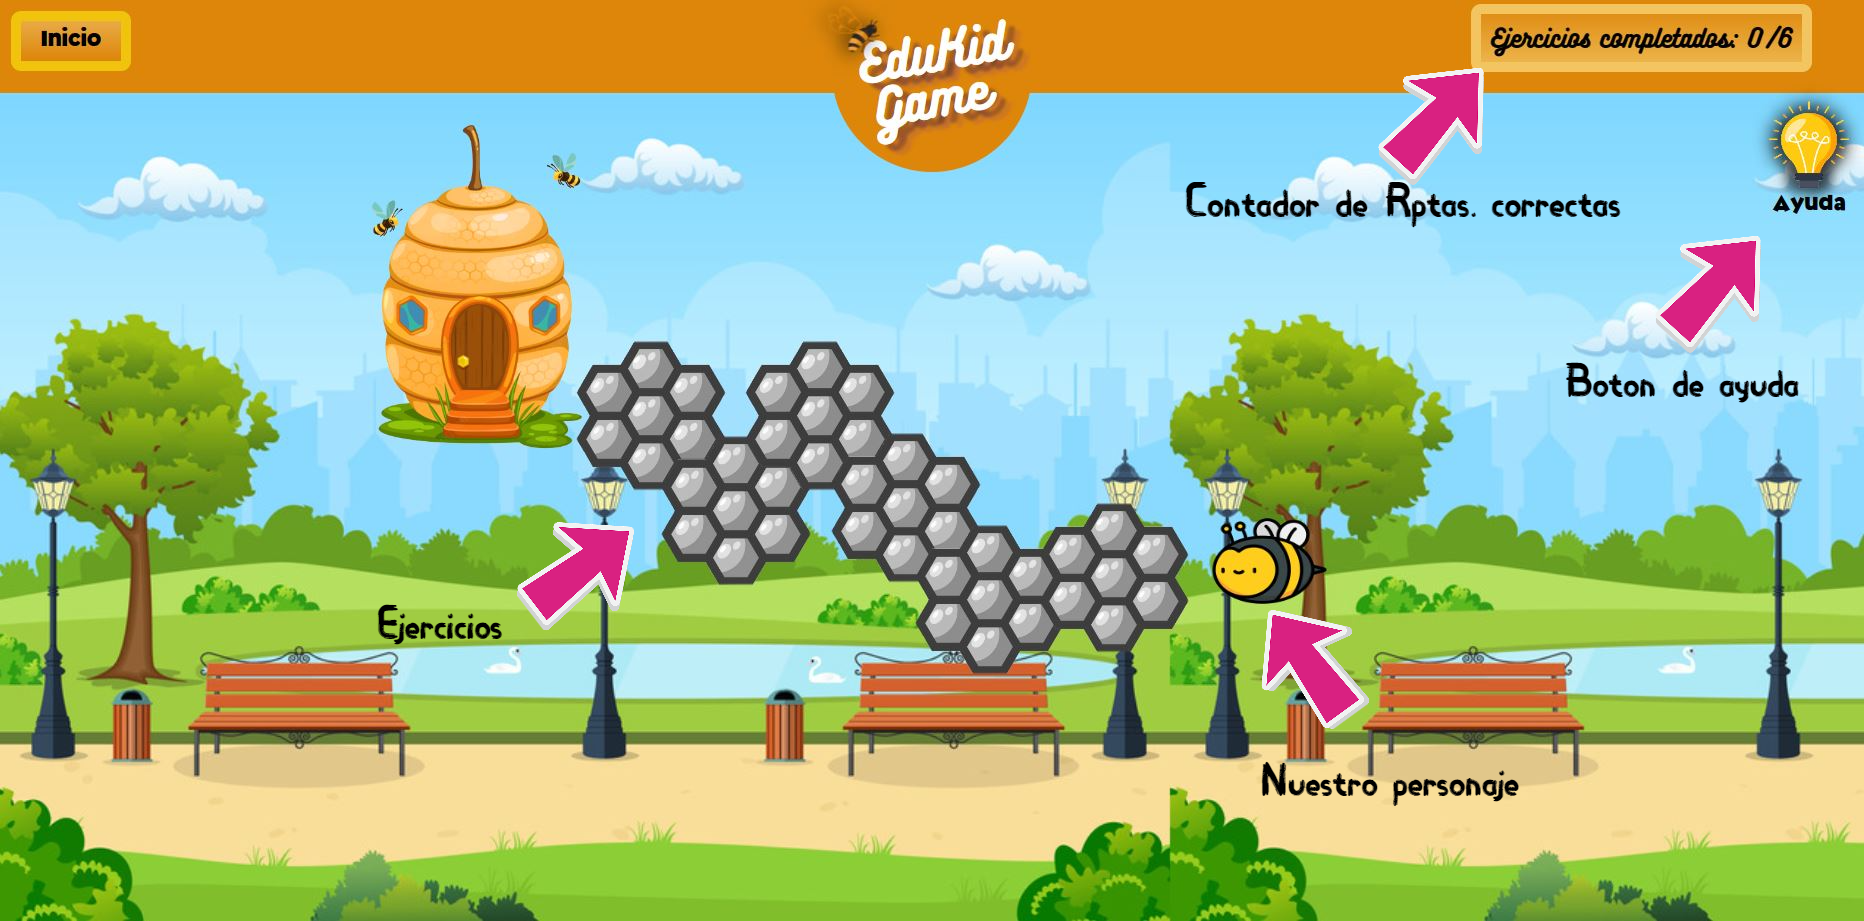 Inicio
EduKid
Game
Ejercicios completados: 0/6
Ayuda
Contador de Rptas. correctas
Boton de ayuda
Ejercicios
Nuestro personaje